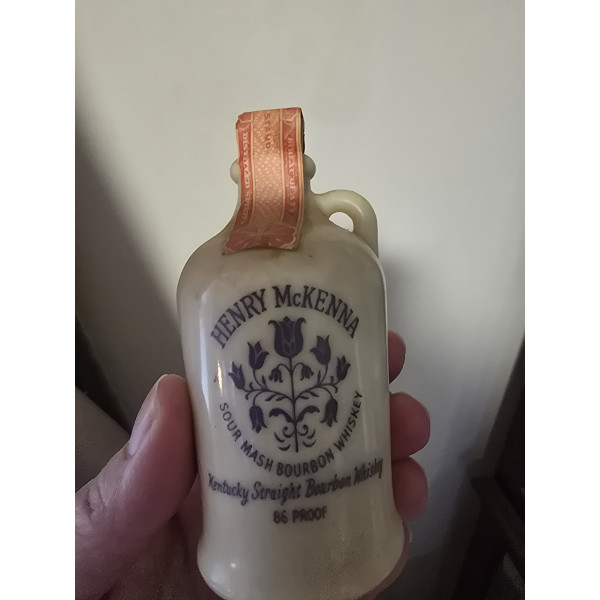 HENRY McKENNA
SOUR MASH BOURBON WHISKEY
Kentucky Straight Bourbon Whisky
86 PROOF